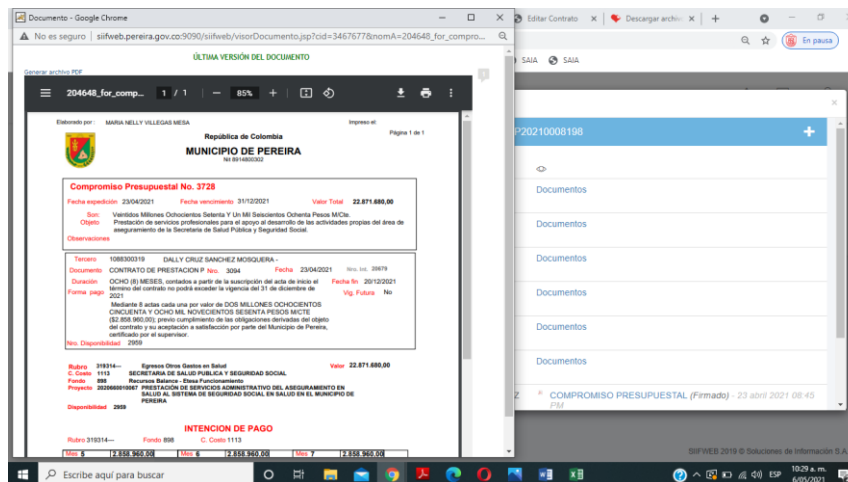 Documento - Google Chrome
No es seguro | siifweb.pereira.gov.co:9090/siifweb/visorDocumento.jsp?cid=3467677&nomA=204648_for_compro...
Editar Contrato
Descargar archiv
En pausa
SAIA
SAIA
ÚLTIMA VERSIÓN DEL DOCUMENTO
Generar archivo PDF
1
204648_for_comp... 1 / 1 85%
Elaborado por : MARIA NELLY VILLEGAS MESA Impreso el:
Página 1 de 1
República de Colombia
MUNICIPIO DE PEREIRA
Nit 8914800302
Compromiso Presupuestal No. 3728
Fecha expedición 23/04/2021 Fecha vencimiento 31/12/2021 Valor Total 22.871.680,00
Son: Veintidos Millones Ochocientos Setenta Y Un Mil Seiscientos Ochenta Pesos M/Cte.
Objeto Prestación de servicios profesionales para el apoyo al desarrollo de las actividades propias del área de
aseguramiento de la Secretaria de Salud Pública y Seguridad Social.
Observaciones
Tercero 1088300319 DALLY CRUZ SANCHEZ MOSQUERA -
Documento CONTRATO DE PRESTACION P Nro. 3094 Fecha 23/04/2021 Nro. Int. 20679
Duración OCHO (8) MESES, contados a partir de la suscripción del acta de inicio el Fecha fin 20/12/2021
término del contrato no podrá exceder la vigencia del 31 de diciembre de
2021
Forma pago Vig. Futura No
Mediante 8 actas cada una por valor de DOS MILLONES OCHOCIENTOS
CINCUENTA Y OCHO MIL NOVECIENTOS SESENTA PESOS M/CTE
($2.858.960,00); previo cumplimiento de las obligaciones derivadas del objeto
del contrato y su aceptación a satisfacción por parte del Municipio de Pereira,
certificado por el supervisor.
Nro. Disponibilidad 2959
Rubro 319314--- Egresos Otros Gastos en Salud Valor 22.871.680,00
C. Costo 1113 SECRETARIA DE SALUD PUBLICA Y SEGURIDAD SOCIAL
Fondo 898 Recursos Balance - Etesa Funcionamiento
Proyecto 2020660010067 PRESTACIÓN DE SERVICIOS ADMINISTRATIVO DEL ASEGURAMIENTO EN
SALUD AL SISTEMA DE SEGURIDAD SOCIAL EN SALUD EN EL MUNICIPIO DE
PEREIRA
Disponibilidad 2959
INTENCION DE PAGO
Rubro 319314--- Fondo 898 C. Costo 1113
Mes 5 2.858.960,00 Mes 6 2.858.960,00 Mes 7 2.858.960,00
P20210008198
Documentos
Documentos
Documentos
Documentos
Documentos
Documentos
Z COMPROMISO PRESUPUESTAL (Firmado) - 23 abril 2021 08:45
PM
SIIFWEB 2019 © Soluciones de Información S.A
Escribe aquí para buscar
ESP
10:29 a. m.
6/05/2021